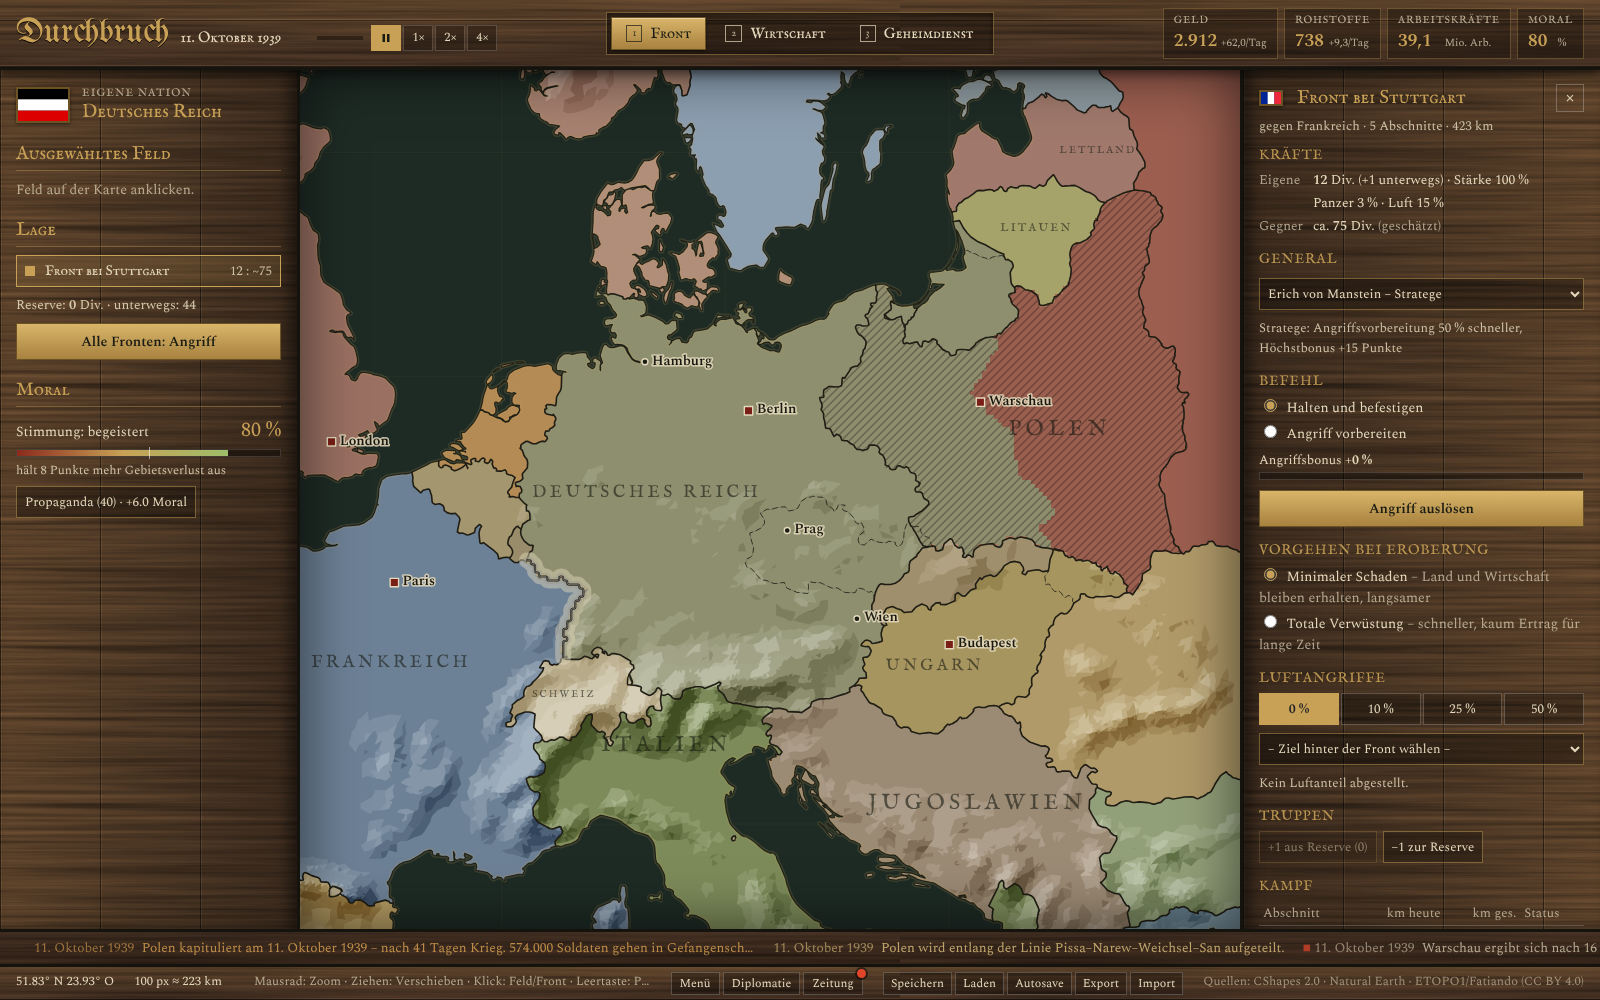 Durchbruch
11. Oktober 1939
1×
2×
4×
1 Front
2 Wirtschaft
3 Geheimdienst
GELD
2.912 +62,0/Tag
ROHSTOFFE
738 +9,3/Tag
ARBEITSKRÄFTE
39,1 Mio. Arb.
MORAL
80 %
EIGENE NATION
Deutsches Reich
Ausgewähltes Feld
Feld auf der Karte anklicken.
Lage
Front bei Stuttgart 12 : ~75
Reserve: 0 Div. · unterwegs: 44
Alle Fronten: Angriff
Moral
Stimmung: begeistert 80 %
hält 8 Punkte mehr Gebietsverlust aus
Propaganda (40) · +6.0 Moral
LETTLAND
LITAUEN
Hamburg
Berlin
Warschau
POLEN
London
DEUTSCHES REICH
Prag
Paris
Wien
Budapest
UNGARN
FRANKREICH
SCHWEIZ
ITALIEN
JUGOSLAWIEN
Front bei Stuttgart
×
gegen Frankreich · 5 Abschnitte · 423 km
KRÄFTE
Eigene 12 Div. (+1 unterwegs) · Stärke 100 %
Panzer 3 % · Luft 15 %
Gegner ca. 75 Div. (geschätzt)
GENERAL
Erich von Manstein – Stratege
Stratege: Angriffsvorbereitung 50 % schneller,
Höchstbonus +15 Punkte
BEFEHL
Halten und befestigen
Angriff vorbereiten
Angriffsbonus +0 %
Angriff auslösen
VORGEHEN BEI EROBERUNG
Minimaler Schaden – Land und Wirtschaft
bleiben erhalten, langsamer
Totale Verwüstung – schneller, kaum Ertrag für
lange Zeit
LUFTANGRIFFE
0 %
10 %
25 %
50 %
– Ziel hinter der Front wählen –
Kein Luftanteil abgestellt.
TRUPPEN
+1 aus Reserve (0)
−1 zur Reserve
KAMPF
Abschnitt km heute km ges. Status
11. Oktober 1939 Polen kapituliert am 11. Oktober 1939 – nach 41 Tagen Krieg. 574.000 Soldaten gehen in Gefangensch...
11. Oktober 1939 Polen wird entlang der Linie Pissa–Narew–Weichsel–San aufgeteilt.
11. Oktober 1939 Warschau ergibt sich nach 16
51.83° N 23.93° O 100 px ≈ 223 km Mausrad: Zoom · Ziehen: Verschieben · Klick: Feld/Front · Leertaste: P...
Menü
Diplomatie
Zeitung
Speichern
Laden
Autosave
Export
Import
Quellen: CShapes 2.0 · Natural Earth · ETOPO1/Fatiando (CC BY 4.0)